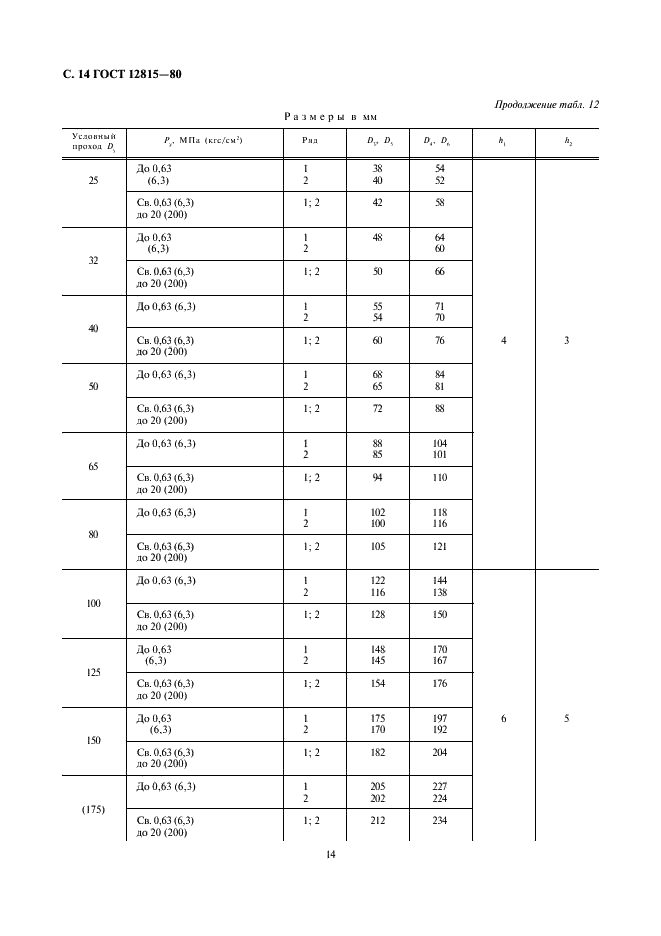 С. 14 ГОСТ 12815—80
Продолжение табл. 12
Размеры в мм
Условный проход Dу | Pу, МПа (кгс/см²) | Ряд | D3, D5 | D4, D6 | h1 | h2
25 | До 0,63 | 1 | 38 | 54
(6,3) | 2 | 40 | 52
Св. 0,63 (6,3) | 1; 2 | 42 | 58
до 20 (200)
32 | До 0,63 | 1 | 48 | 64
(6,3) | 2 | 60
Св. 0,63 (6,3) | 1; 2 | 50 | 66
до 20 (200)
40 | До 0,63 (6,3) | 1 | 55 | 71
2 | 54 | 70
Св. 0,63 (6,3) | 1; 2 | 60 | 76 | 4 | 3
до 20 (200)
50 | До 0,63 (6,3) | 1 | 68 | 84
2 | 65 | 81
Св. 0,63 (6,3) | 1; 2 | 72 | 88
до 20 (200)
65 | До 0,63 (6,3) | 1 | 88 | 104
2 | 85 | 101
Св. 0,63 (6,3) | 1; 2 | 94 | 110
до 20 (200)
80 | До 0,63 (6,3) | 1 | 102 | 118
2 | 100 | 116
Св. 0,63 (6,3) | 1; 2 | 105 | 121
до 20 (200)
100 | До 0,63 (6,3) | 1 | 122 | 144
2 | 116 | 138
Св. 0,63 (6,3) | 1; 2 | 128 | 150
до 20 (200)
125 | До 0,63 | 1 | 148 | 170
(6,3) | 2 | 145 | 167
Св. 0,63 (6,3) | 1; 2 | 154 | 176
до 20 (200)
150 | До 0,63 | 1 | 175 | 197 | 6 | 5
(6,3) | 2 | 170 | 192
Св. 0,63 (6,3) | 1; 2 | 182 | 204
до 20 (200)
(175) | До 0,63 (6,3) | 1 | 205 | 227
2 | 202 | 224
Св. 0,63 (6,3) | 1; 2 | 212 | 234
до 20 (200)
14